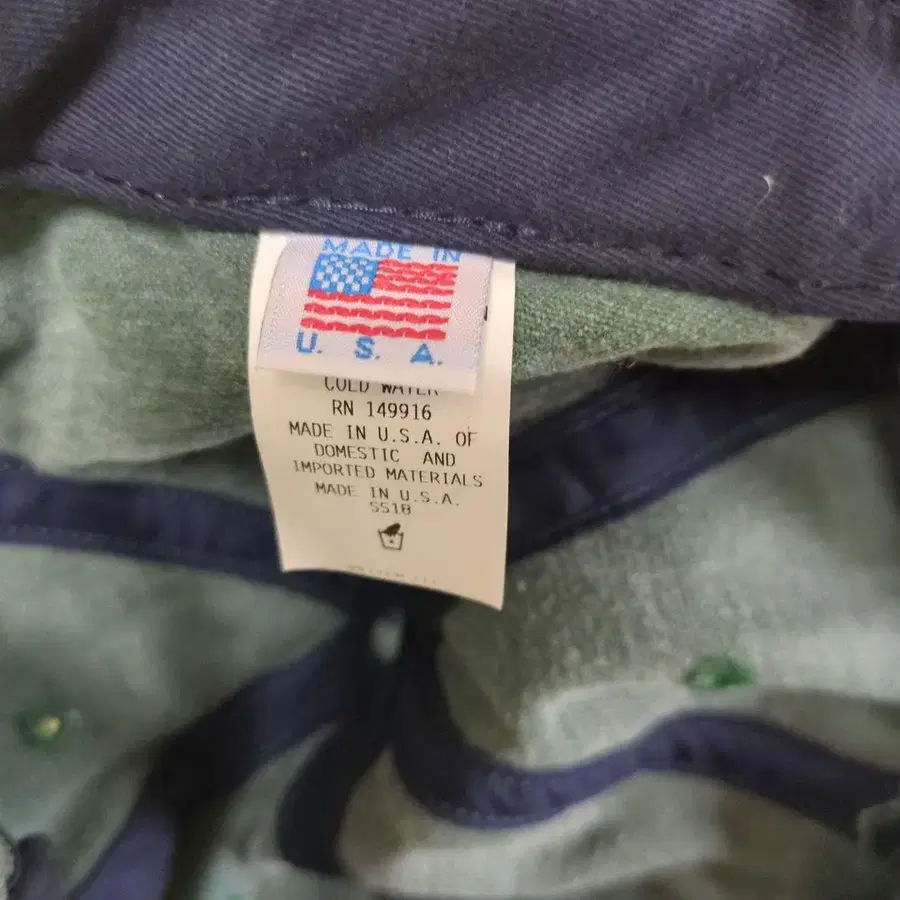 MADE IN
U. S. A.
COLD WATER
RN 149916
MADE IN U.S.A. OF
DOMESTIC AND
IMPORTED MATERIALS
MADE IN U.S.A.
SS18